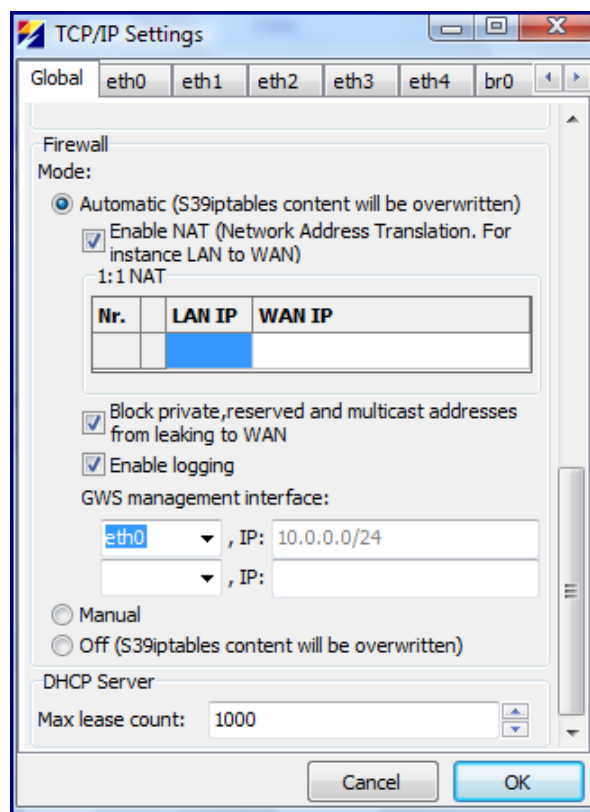 TCP/IP Settings
Global eth0 eth1 eth2 eth3 eth4 br0
Firewall
Mode:
Automatic (S39iptables content will be overwritten)
Enable NAT (Network Address Translation. For
instance LAN to WAN)
1:1 NAT
Nr. LAN IP WAN IP
Block private,reserved and multicast addresses
from leaking to WAN
Enable logging
GWS management interface:
eth0 , IP: 10.0.0.0/24
, IP:
Manual
Off (S39iptables content will be overwritten)
DHCP Server
Max lease count: 1000
Cancel OK